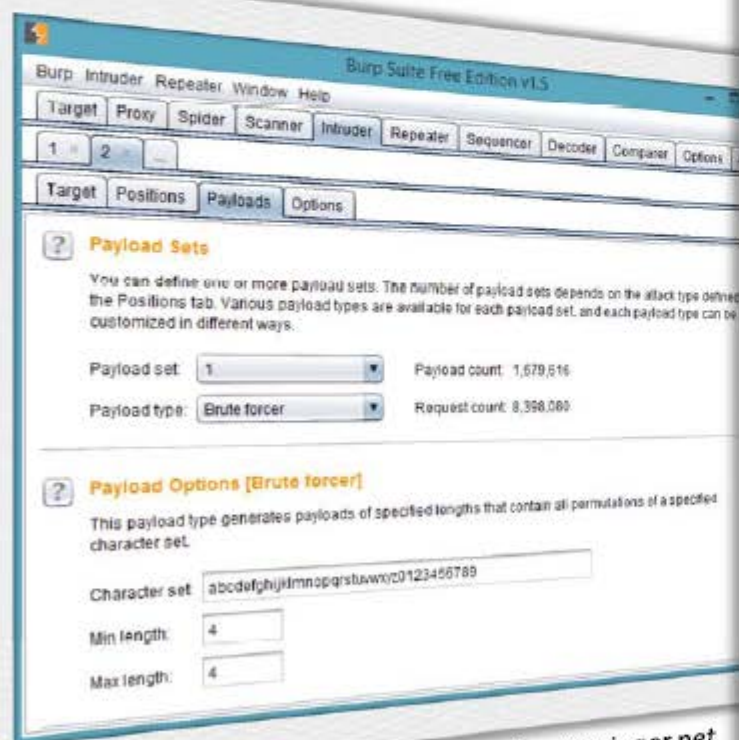 Burp Suite Free Edition v1.5
Burp Intruder Repeater Window Help
Target Proxy Spider Scanner Intruder Repeater Sequencer Decoder Comparer Options
1 × 2 × ...
Target Positions Payloads Options
? Payload Sets
You can define one or more payload sets. The number of payload sets depends on the attack type defined
the Positions tab. Various payload types are available for each payload set, and each payload type can be
customized in different ways.
Payload set: 1 Payload count: 1,679,616
Payload type: Brute forcer Request count: 8,398,080
? Payload Options [Brute forcer]
This payload type generates payloads of specified lengths that contain all permutations of a specified
character set.
Character set: abcdefghijklmnopqrstuvwxyz0123456789
Min length: 4
Max length: 4